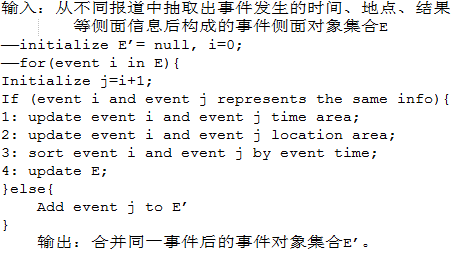 输入：从不同报道中抽取出事件发生的时间、地点、结果
等侧面信息后构成的事件侧面对象集合E
——initialize E’= null, i=0;
——for(event i in E){
Initialize j=i+1;
If (event i and event j represents the same info){
1: update event i and event j time area;
2: update event i and event j location area;
3: sort event i and event j by event time;
4: update E;
}else{
Add event j to E’
}
输出：合并同一事件后的事件对象集合E’。